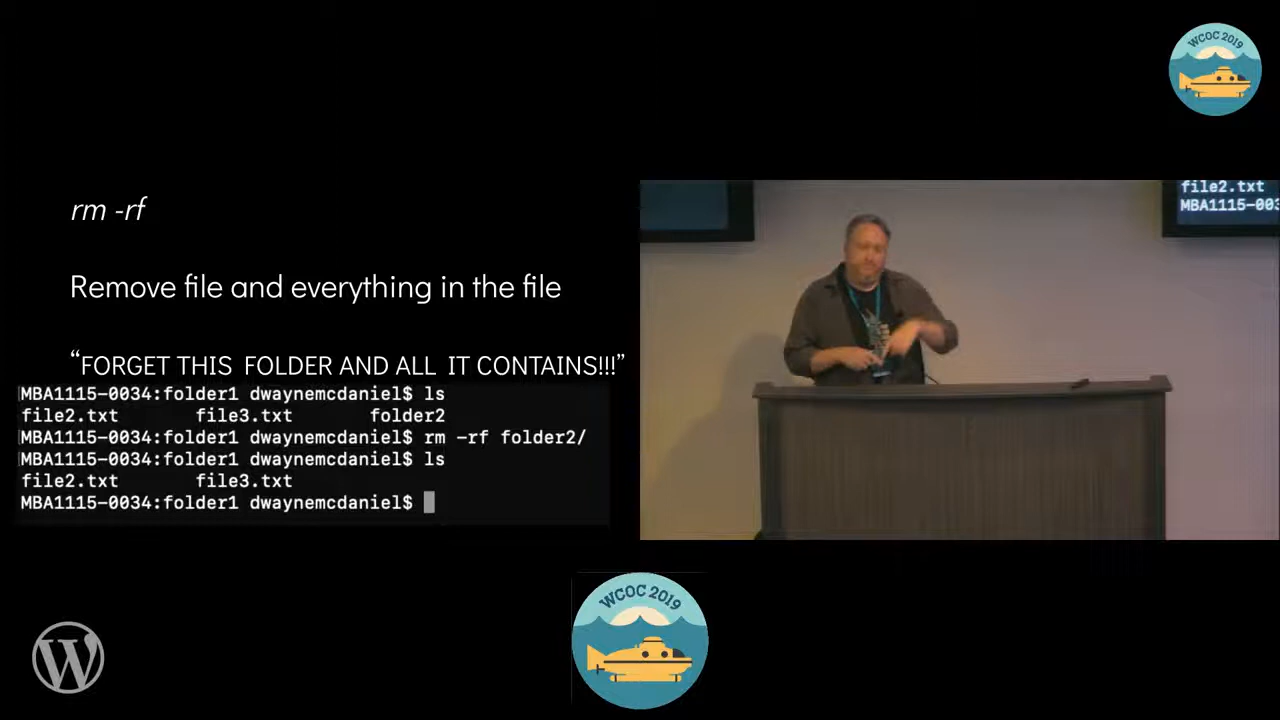 WCOC 2019
rm -rf
Remove file and everything in the file
“FORGET THIS FOLDER AND ALL IT CONTAINS!!!”
MBA1115-0034:folder1 dwaynemcdaniel$ ls
file2.txt file3.txt folder2
MBA1115-0034:folder1 dwaynemcdaniel$ rm -rf folder2/
MBA1115-0034:folder1 dwaynemcdaniel$ ls
file2.txt file3.txt
MBA1115-0034:folder1 dwaynemcdaniel$
file2.txt
MBA1115-003
WCOC 2019
W